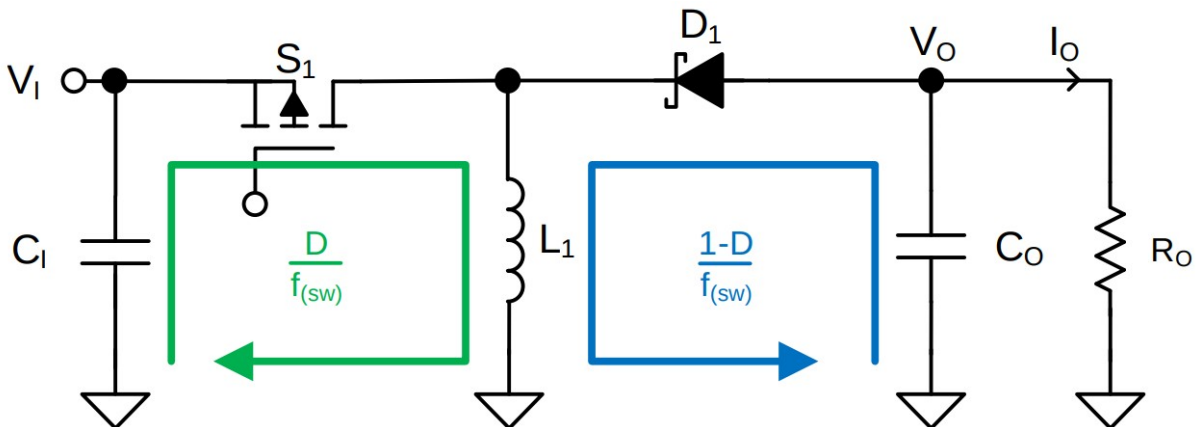 V_I
S_1
D_1
V_O
I_O
C_I
D
f_(sw)
L_1
1-D
f_(sw)
C_O
R_O